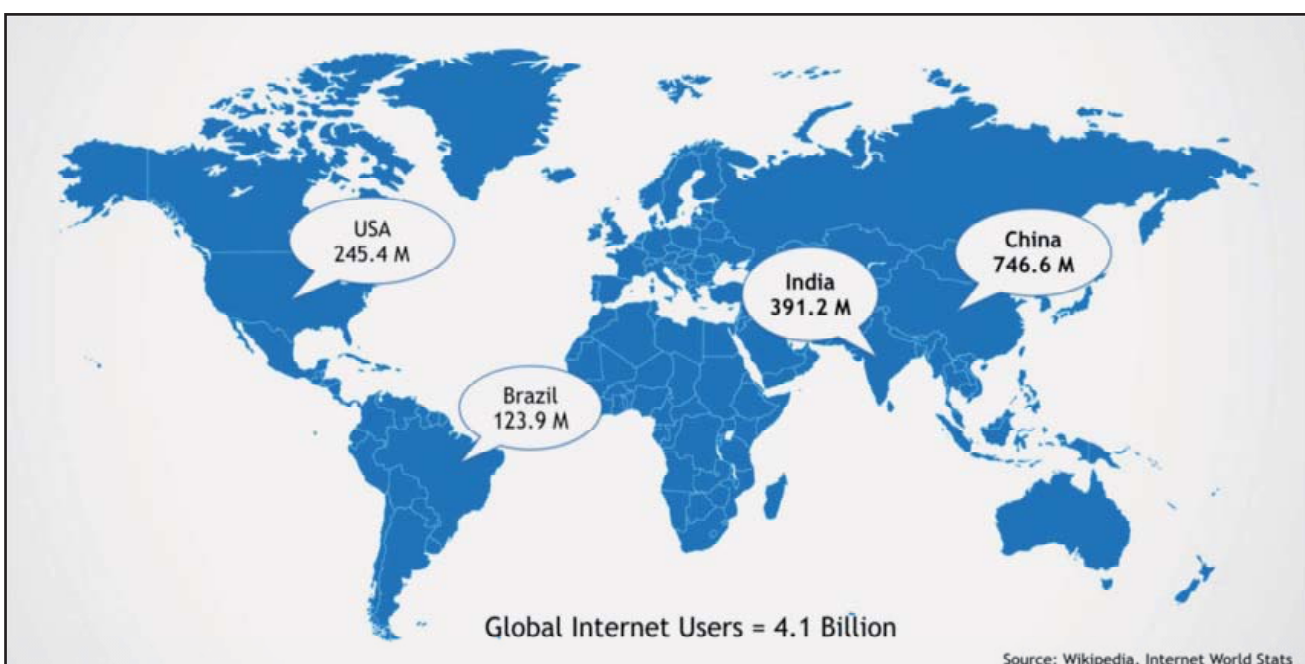 USA
245.4 M
China
746.6 M
India
391.2 M
Brazil
123.9 M
Global Internet Users = 4.1 Billion
Source: Wikipedia, Internet World Stats